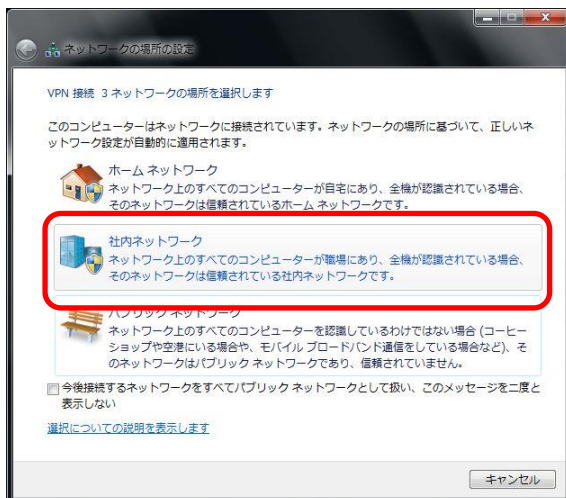 ネットワークの場所の設定
VPN 接続 3 ネットワークの場所を選択します
このコンピューターはネットワークに接続されています。ネットワークの場所に基づいて、正しいネ
ットワーク設定が自動的に適用されます。
ホーム ネットワーク
ネットワーク上のすべてのコンピューターが自宅にあり、全機が認識されている場合、
そのネットワークは信頼されているホーム ネットワークです。
社内ネットワーク
ネットワーク上のすべてのコンピューターが職場にあり、全機が認識されている場合、
そのネットワークは信頼されている社内ネットワークです。
パブリック ネットワーク
ネットワーク上のすべてのコンピューターを認識しているわけではない場合 (コーヒー
ショップや空港にいる場合や、モバイル ブロードバンド通信をしている場合など)、そ
のネットワークはパブリック ネットワークであり、信頼されていません。
今後接続するネットワークをすべてパブリック ネットワークとして扱い、このメッセージを二度と
表示しない
選択についての説明を表示します
キャンセル